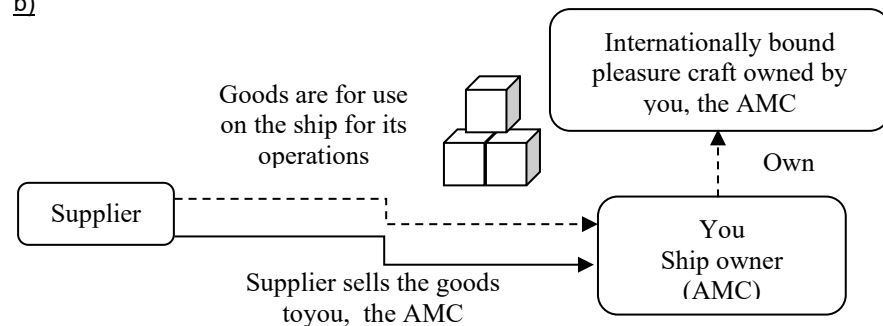 b)
Internationally bound
pleasure craft owned by
you, the AMC
Goods are for use
on the ship for its
operations
Own
Supplier
You
Ship owner
(AMC)
Supplier sells the goods
toyou, the AMC